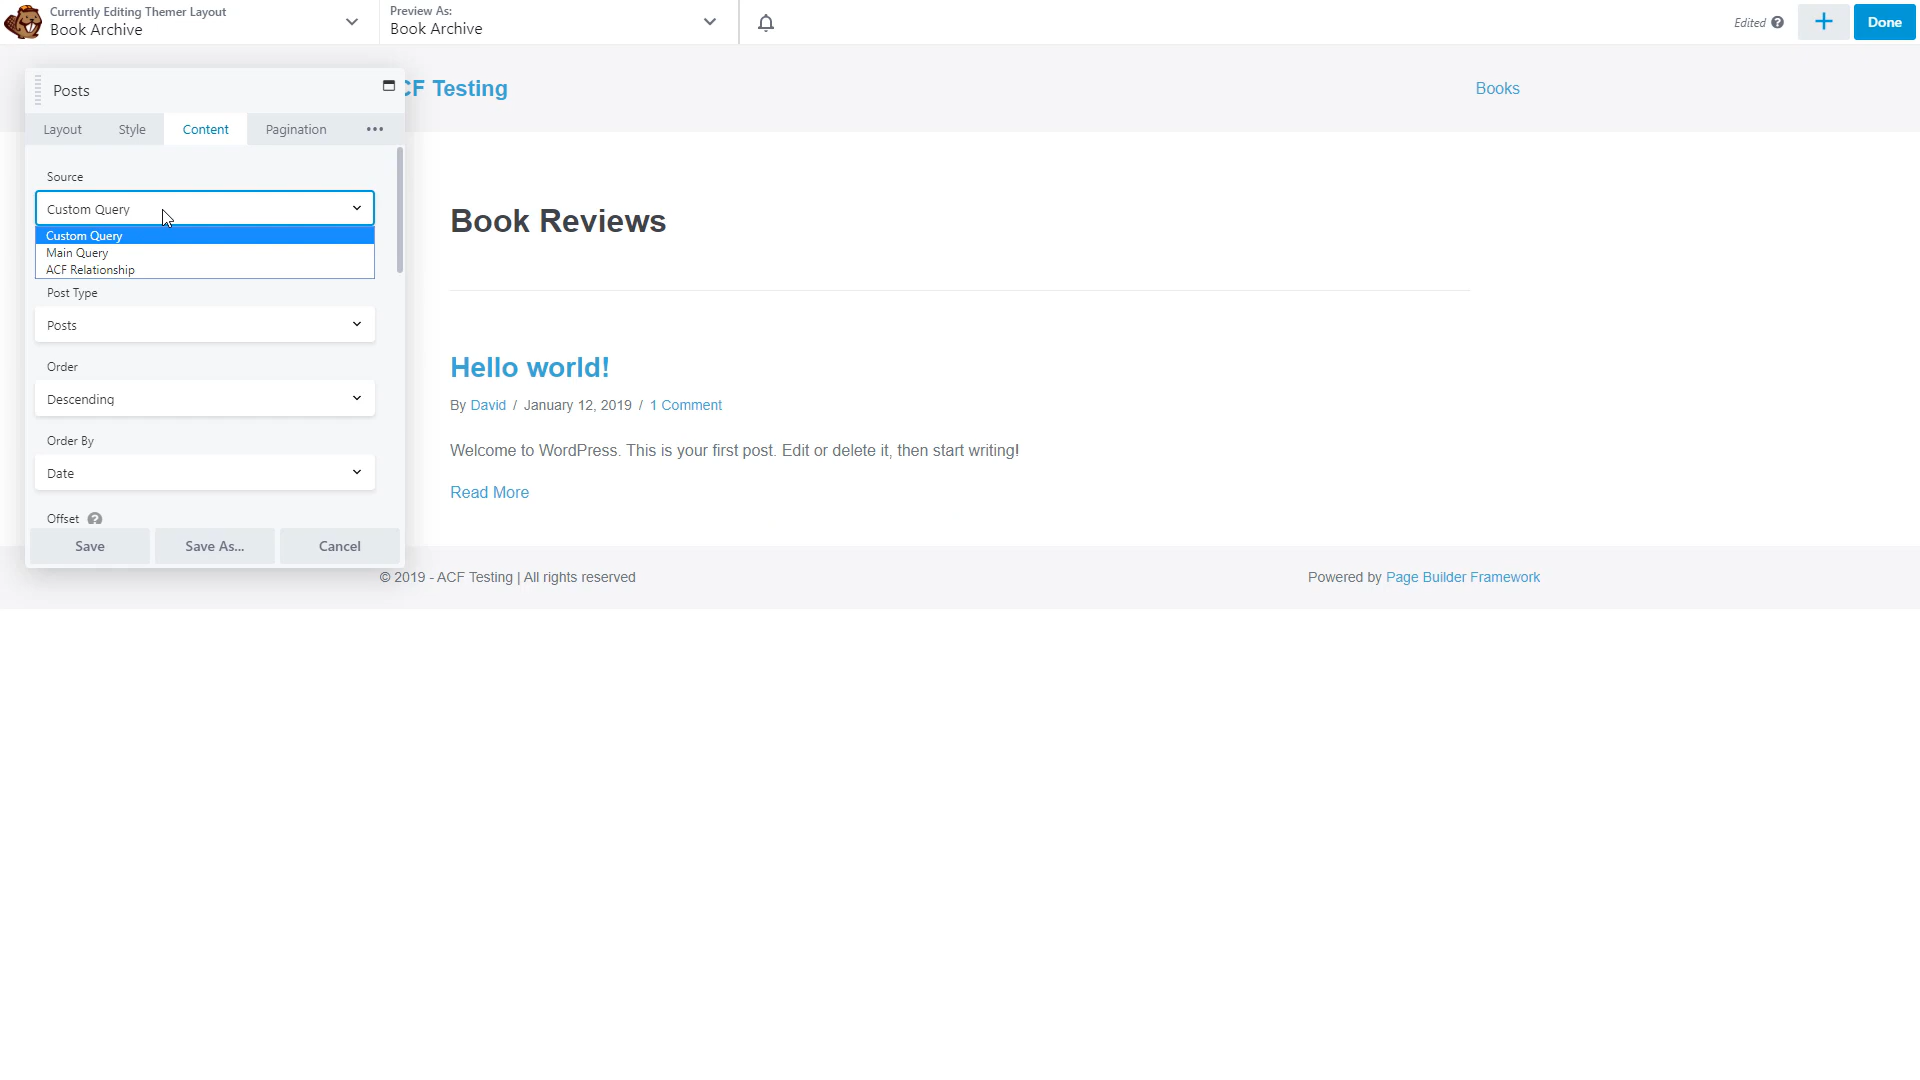 Currently Editing Themer Layout
Book Archive
Preview As:
Book Archive
Edited ?
+
Done
CF Testing
Books
Posts
Layout
Style
Content
Pagination
•••
Source
Custom Query
Custom Query
Main Query
ACF Relationship
Post Type
Posts
Order
Descending
Order By
Date
Offset ?
Save
Save As...
Cancel
Book Reviews
Hello world!
By David / January 12, 2019 / 1 Comment
Welcome to WordPress. This is your first post. Edit or delete it, then start writing!
Read More
© 2019 - ACF Testing | All rights reserved
Powered by Page Builder Framework